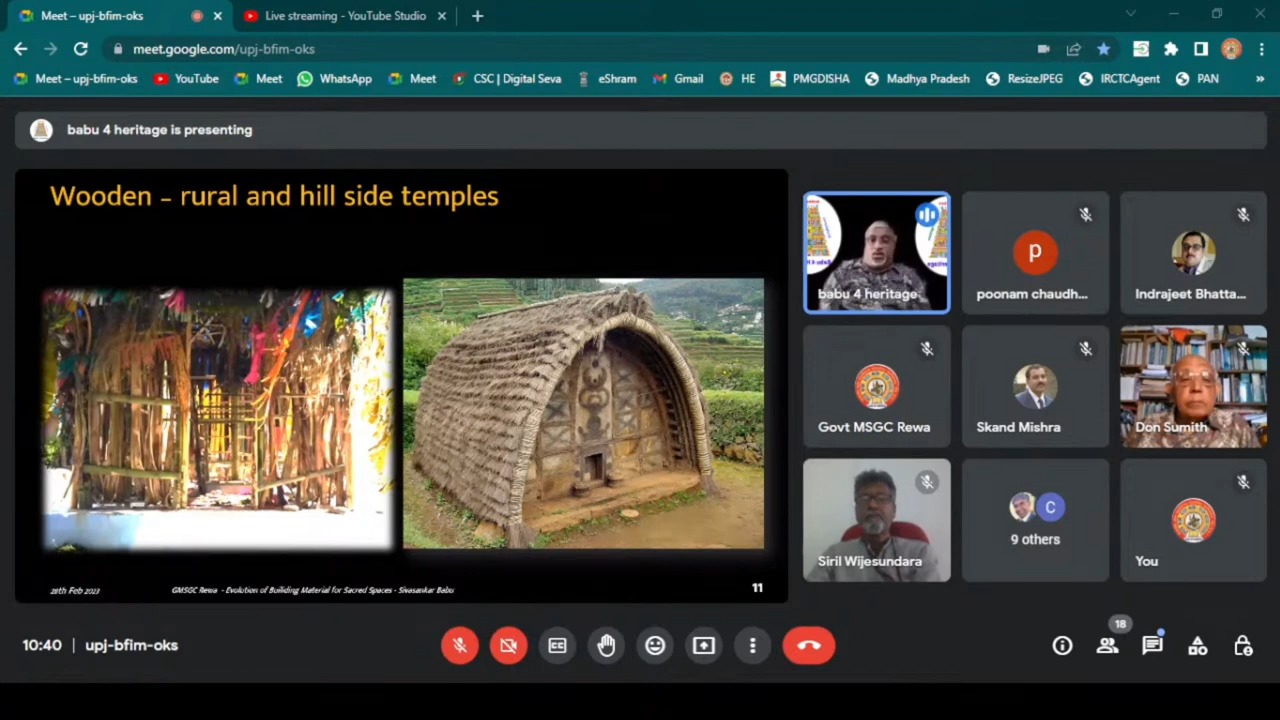 Meet – upj-bfim-oks
Live streaming - YouTube Studio
meet.google.com/upj-bfim-oks
Meet – upj-bfim-oks YouTube Meet WhatsApp Meet CSC | Digital Seva eShram Gmail HE PMGDISHA Madhya Pradesh ResizeJPEG IRCTCAgent PAN »
babu 4 heritage is presenting
Wooden – rural and hill side temples
28th Feb 2023 GMSGC Rewa - Evolution of Builiding Material for Sacred Spaces - Sivasankar Babu 11
babu 4 heritage
p
poonam chaudh...
Indrajeet Bhatta...
Govt MSGC Rewa
Skand Mishra
Don Sumith
Siril Wijesundara
C
9 others
You
18
10:40 | upj-bfim-oks